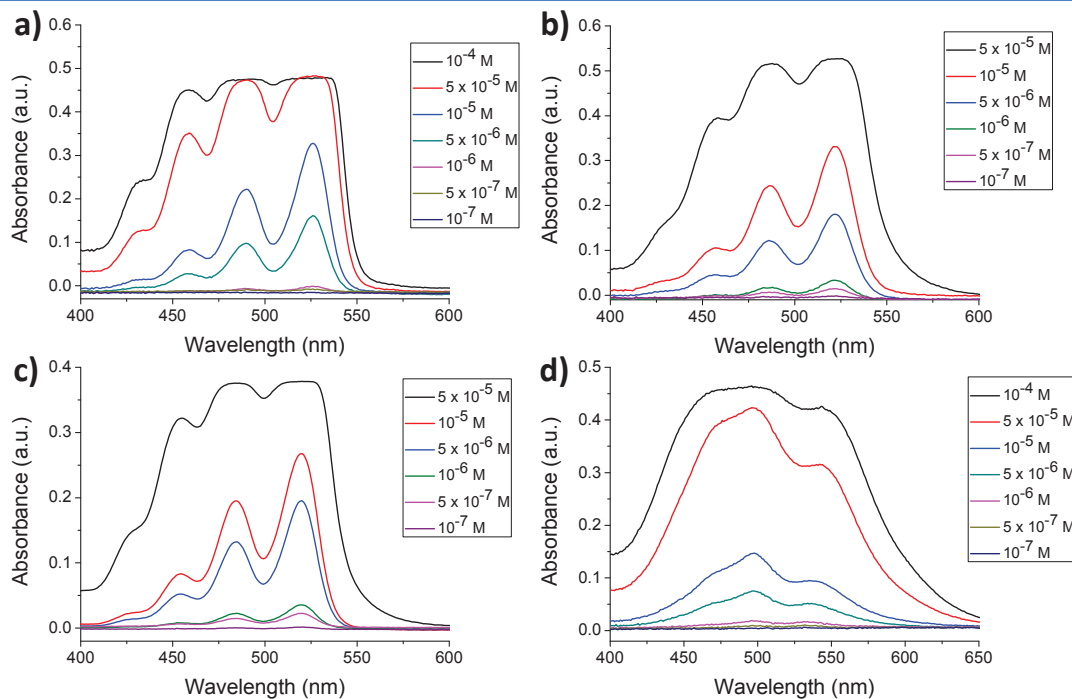 a)
0.6
0.5
0.4
0.3
0.2
0.1
0.0
Absorbance (a.u.)
400 450 500 550 600
Wavelength (nm)
10⁻⁴ M
5 x 10⁻⁵ M
10⁻⁵ M
5 x 10⁻⁶ M
10⁻⁶ M
5 x 10⁻⁷ M
10⁻⁷ M
b)
0.6
0.5
0.4
0.3
0.2
0.1
0.0
Absorbance (a.u.)
400 450 500 550 600
Wavelength (nm)
5 x 10⁻⁵ M
10⁻⁵ M
5 x 10⁻⁶ M
10⁻⁶ M
5 x 10⁻⁷ M
10⁻⁷ M
c)
0.4
0.3
0.2
0.1
0.0
Absorbance (a.u.)
400 450 500 550 600
Wavelength (nm)
5 x 10⁻⁵ M
10⁻⁵ M
5 x 10⁻⁶ M
10⁻⁶ M
5 x 10⁻⁷ M
10⁻⁷ M
d)
0.5
0.4
0.3
0.2
0.1
0.0
Absorbance (a.u.)
400 450 500 550 600 650
Wavelength (nm)
10⁻⁴ M
5 x 10⁻⁵ M
10⁻⁵ M
5 x 10⁻⁶ M
10⁻⁶ M
5 x 10⁻⁷ M
10⁻⁷ M